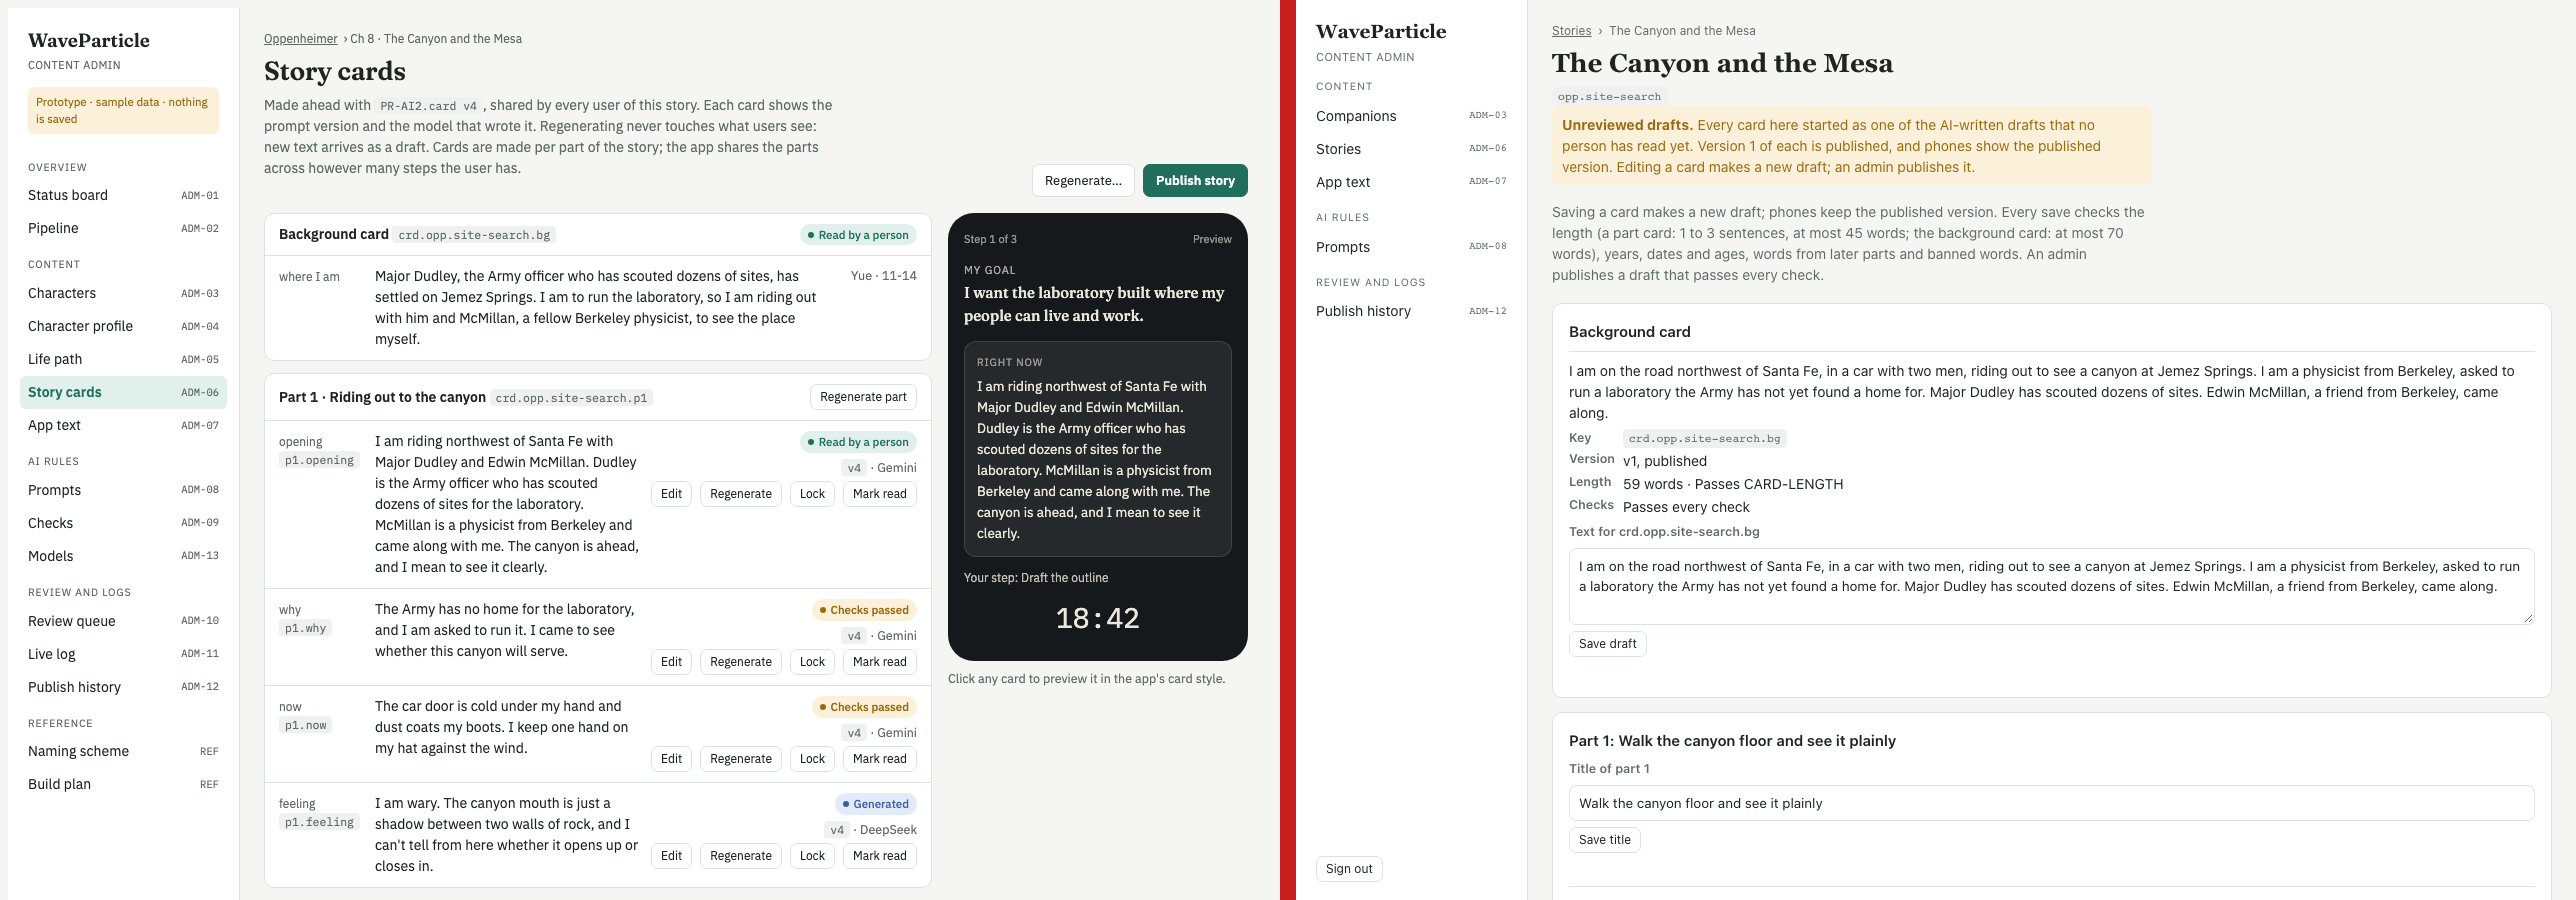 WaveParticle
CONTENT ADMIN
Prototype · sample data · nothing
is saved
OVERVIEW
Status board ADM-01
Pipeline ADM-02
CONTENT
Characters ADM-03
Character profile ADM-04
Life path ADM-05
Story cards ADM-06
App text ADM-07
AI RULES
Prompts ADM-08
Checks ADM-09
Models ADM-13
REVIEW AND LOGS
Review queue ADM-10
Live log ADM-11
Publish history ADM-12
REFERENCE
Naming scheme REF
Build plan REF
Oppenheimer › Ch 8 · The Canyon and the Mesa
Story cards
Made ahead with PR-AI2.card v4 , shared by every user of this story. Each card shows the
prompt version and the model that wrote it. Regenerating never touches what users see:
new text arrives as a draft. Cards are made per part of the story; the app shares the parts
across however many steps the user has.
Regenerate... Publish story
Background card crd.opp.site-search.bg Read by a person
where I am
Major Dudley, the Army officer who has scouted dozens of sites, has
settled on Jemez Springs. I am to run the laboratory, so I am riding out
with him and McMillan, a fellow Berkeley physicist, to see the place
myself.
Yue · 11-14
Part 1 · Riding out to the canyon crd.opp.site-search.p1 Regenerate part
opening
p1.opening
I am riding northwest of Santa Fe with
Major Dudley and Edwin McMillan. Dudley
is the Army officer who has scouted
dozens of sites for the laboratory.
McMillan is a physicist from Berkeley and
came along with me. The canyon is ahead,
and I mean to see it clearly.
Read by a person
v4 · Gemini
Edit Regenerate Lock Mark read
why
p1.why
The Army has no home for the laboratory,
and I am asked to run it. I came to see
whether this canyon will serve.
Checks passed
v4 · Gemini
Edit Regenerate Lock Mark read
now
p1.now
The car door is cold under my hand and
dust coats my boots. I keep one hand on
my hat against the wind.
Checks passed
v4 · Gemini
Edit Regenerate Lock Mark read
feeling
p1.feeling
I am wary. The canyon mouth is just a
shadow between two walls of rock, and I
can't tell from here whether it opens up or
closes in.
Generated
v4 · DeepSeek
Edit Regenerate Lock Mark read
Step 1 of 3 Preview
MY GOAL
I want the laboratory built where my
people can live and work.
RIGHT NOW
I am riding northwest of Santa Fe with
Major Dudley and Edwin McMillan.
Dudley is the Army officer who has
scouted dozens of sites for the
laboratory. McMillan is a physicist from
Berkeley and came along with me. The
canyon is ahead, and I mean to see it
clearly.
Your step: Draft the outline
18:42
Click any card to preview it in the app's card style.
WaveParticle
CONTENT ADMIN
CONTENT
Companions ADM-03
Stories ADM-06
App text ADM-07
AI RULES
Prompts ADM-08
REVIEW AND LOGS
Publish history ADM-12
Sign out
Stories › The Canyon and the Mesa
The Canyon and the Mesa
opp.site-search
Unreviewed drafts. Every card here started as one of the AI-written drafts that no
person has read yet. Version 1 of each is published, and phones show the published
version. Editing a card makes a new draft; an admin publishes it.
Saving a card makes a new draft; phones keep the published version. Every save checks the
length (a part card: 1 to 3 sentences, at most 45 words; the background card: at most 70
words), years, dates and ages, words from later parts and banned words. An admin
publishes a draft that passes every check.
Background card
I am on the road northwest of Santa Fe, in a car with two men, riding out to see a canyon at Jemez Springs. I am a physicist from Berkeley, asked to
run a laboratory the Army has not yet found a home for. Major Dudley has scouted dozens of sites. Edwin McMillan, a friend from Berkeley, came
along.
Key crd.opp.site-search.bg
Version v1, published
Length 59 words · Passes CARD-LENGTH
Checks Passes every check
Text for crd.opp.site-search.bg
I am on the road northwest of Santa Fe, in a car with two men, riding out to see a canyon at Jemez Springs. I am a physicist from Berkeley, asked to run
a laboratory the Army has not yet found a home for. Major Dudley has scouted dozens of sites. Edwin McMillan, a friend from Berkeley, came along.
Save draft
Part 1: Walk the canyon floor and see it plainly
Title of part 1
Walk the canyon floor and see it plainly
Save title